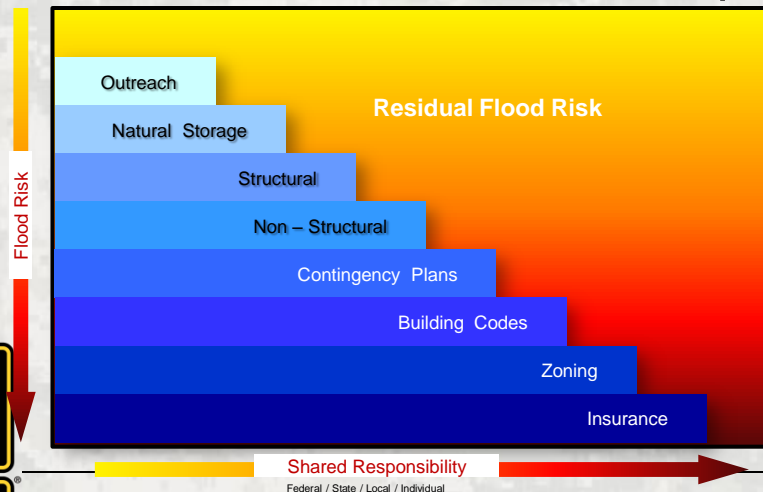 Outreach
Residual Flood Risk
Natural Storage
Structural
Flood Risk
Non – Structural
Contingency Plans
Building Codes
Zoning
Insurance
Shared Responsibility
Federal / State / Local / Individual
®